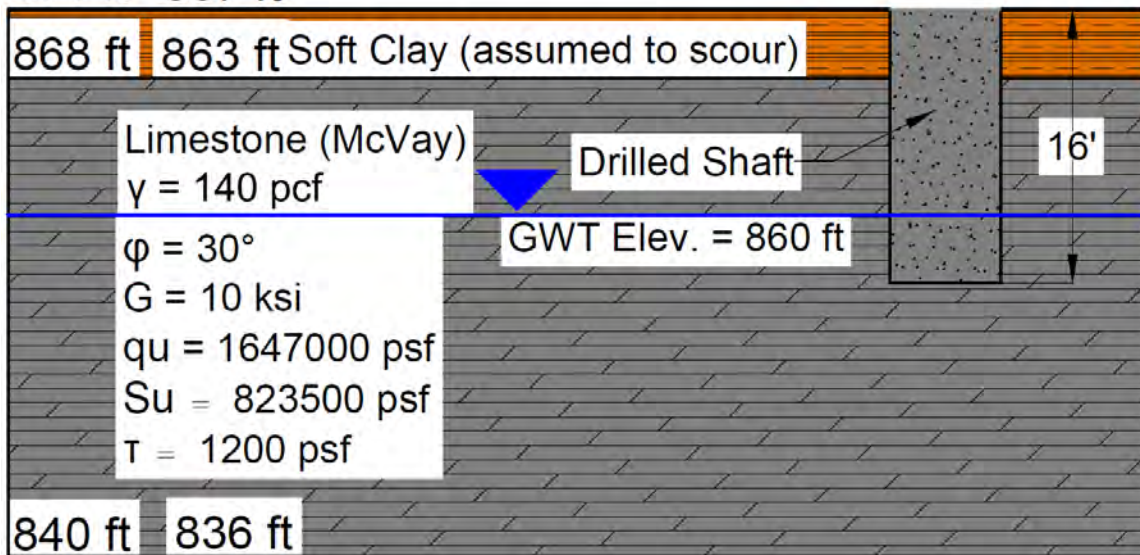 868 ft 863 ft Soft Clay (assumed to scour)
Limestone (McVay)
γ = 140 pcf
Drilled Shaft
16'
GWT Elev. = 860 ft
φ = 30°
G = 10 ksi
qu = 1647000 psf
Su = 823500 psf
τ = 1200 psf
840 ft 836 ft